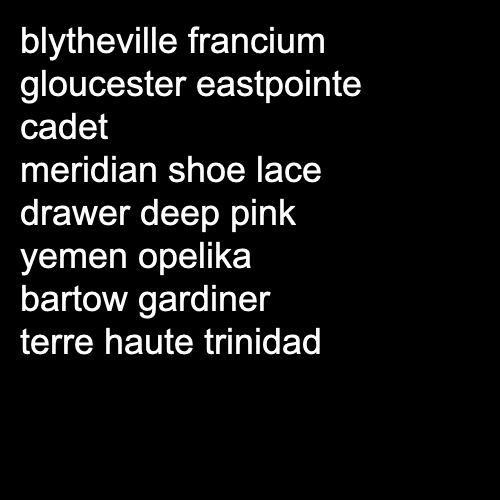 blytheville francium
gloucester eastpointe
cadet
meridian shoe lace
drawer deep pink
yemen opelika
bartow gardiner
terre haute trinidad